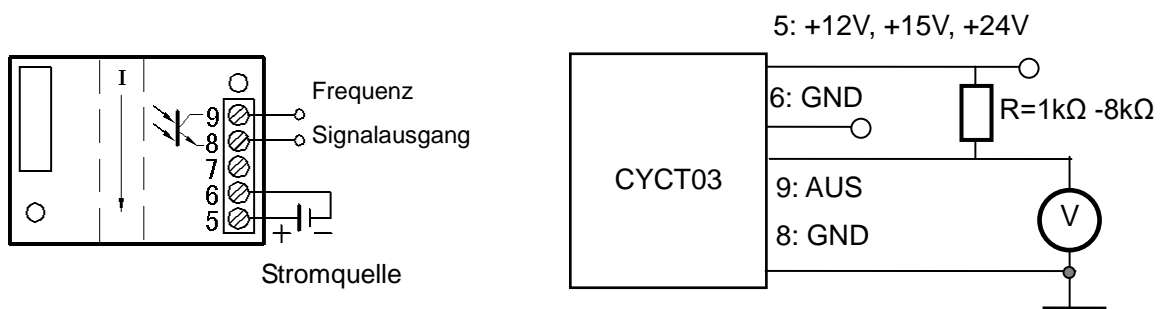 I
9
8
7
6
5
+ −
Frequenz
Signalausgang
Stromquelle
5: +12V, +15V, +24V
6: GND
R=1kΩ -8kΩ
CYCT03
9: AUS
8: GND
V